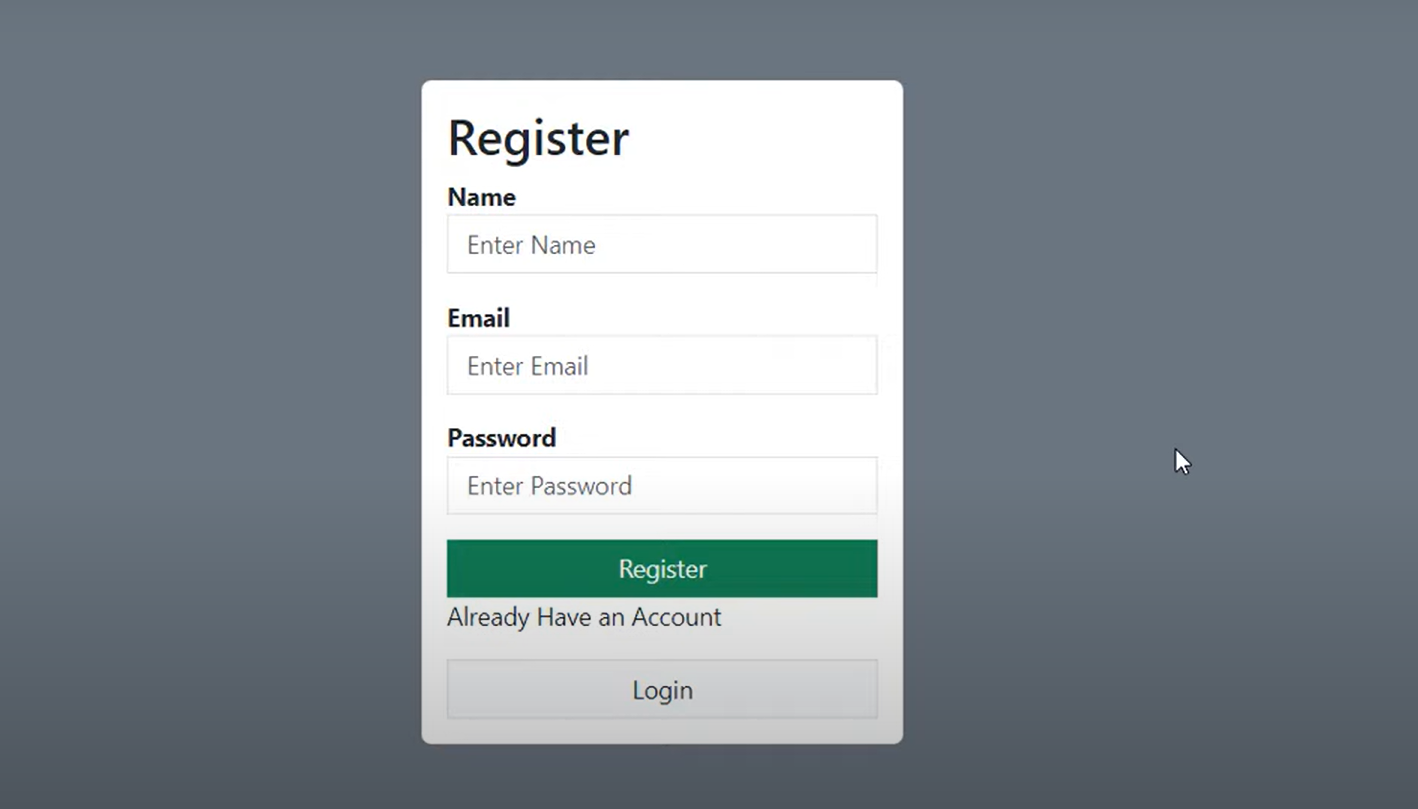 Register
Name
Enter Name
Email
Enter Email
Password
Enter Password
Register
Already Have an Account
Login